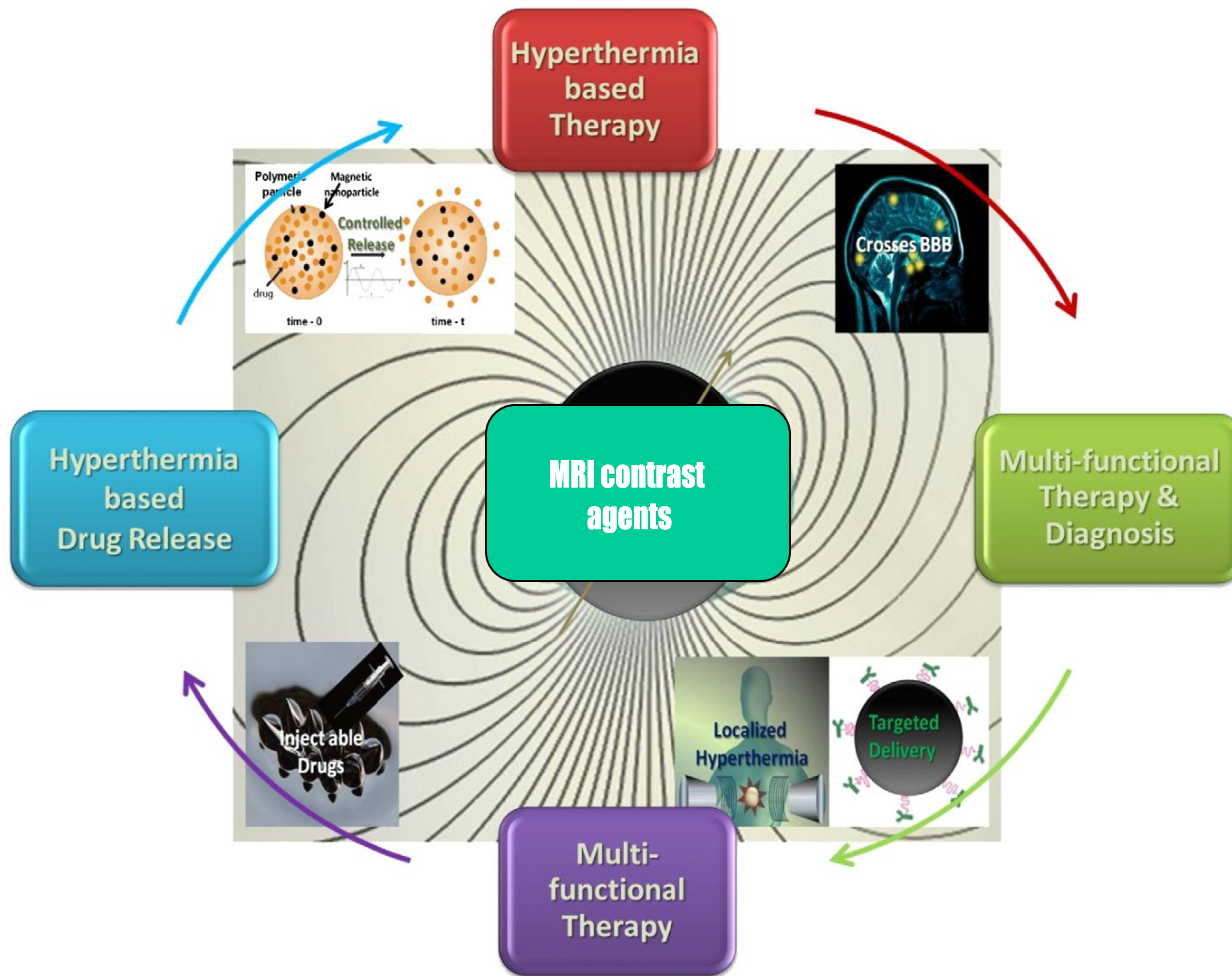 Hyperthermia
based
Therapy
Polymeric
particle
Magnetic
nanoparticle
Controlled
Release
drug
time - 0
time - t
Crosses BBB
Hyperthermia
based
Drug Release
MRI contrast
agents
Multi-functional
Therapy &
Diagnosis
Inject able
Drugs
Localized
Hyperthermia
Targeted
Delivery
Multi-
functional
Therapy